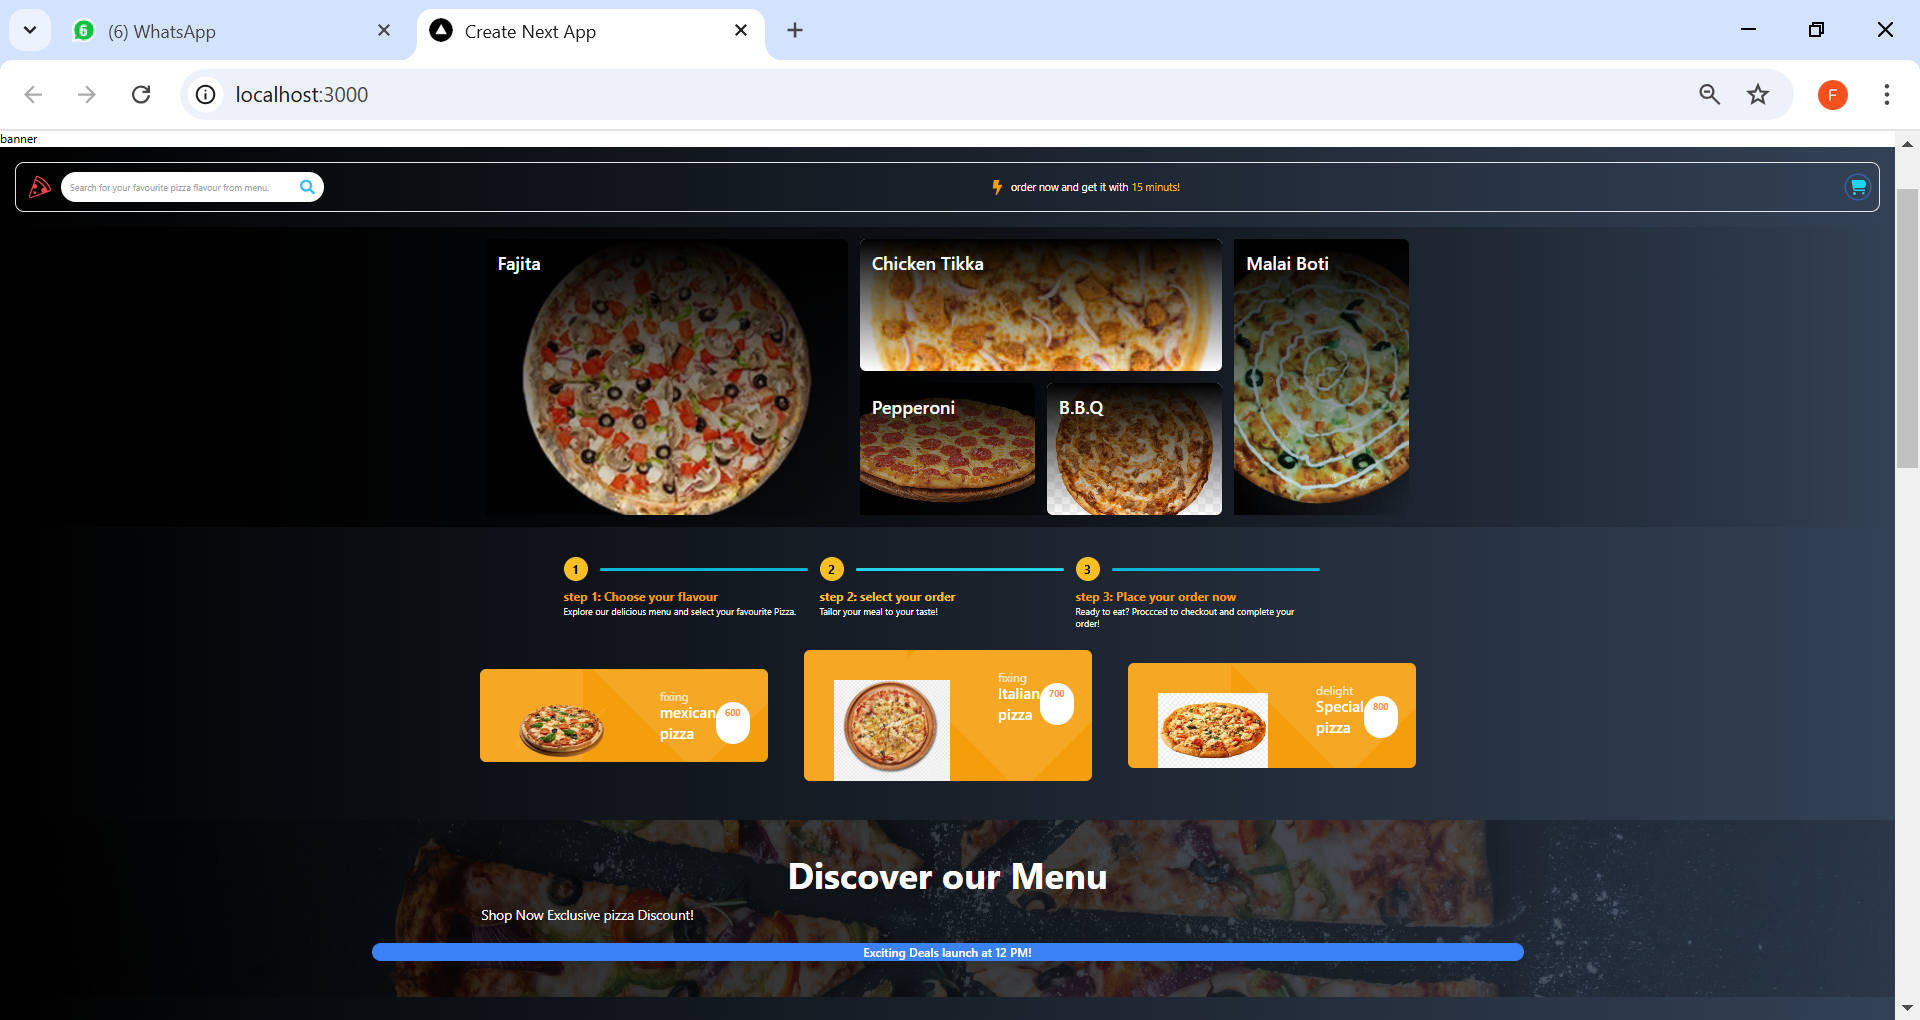 6
(6) WhatsApp
Create Next App
localhost:3000
F
banner
Search for your favourite pizza flavour from menu.
order now and get it with 15 minuts!
Fajita
Chicken Tikka
Malai Boti
Pepperoni
B.B.Q
1
2
3
step 1: Choose your flavour
Explore our delicious menu and select your favourite Pizza.
step 2: select your order
Tailor your meal to your taste!
step 3: Place your order now
Ready to eat? Proccced to checkout and complete your
order!
fixing
mexican
pizza
600
fixing
Italian
pizza
700
delight
Special
pizza
800
Discover our Menu
Shop Now Exclusive pizza Discount!
Exciting Deals launch at 12 PM!